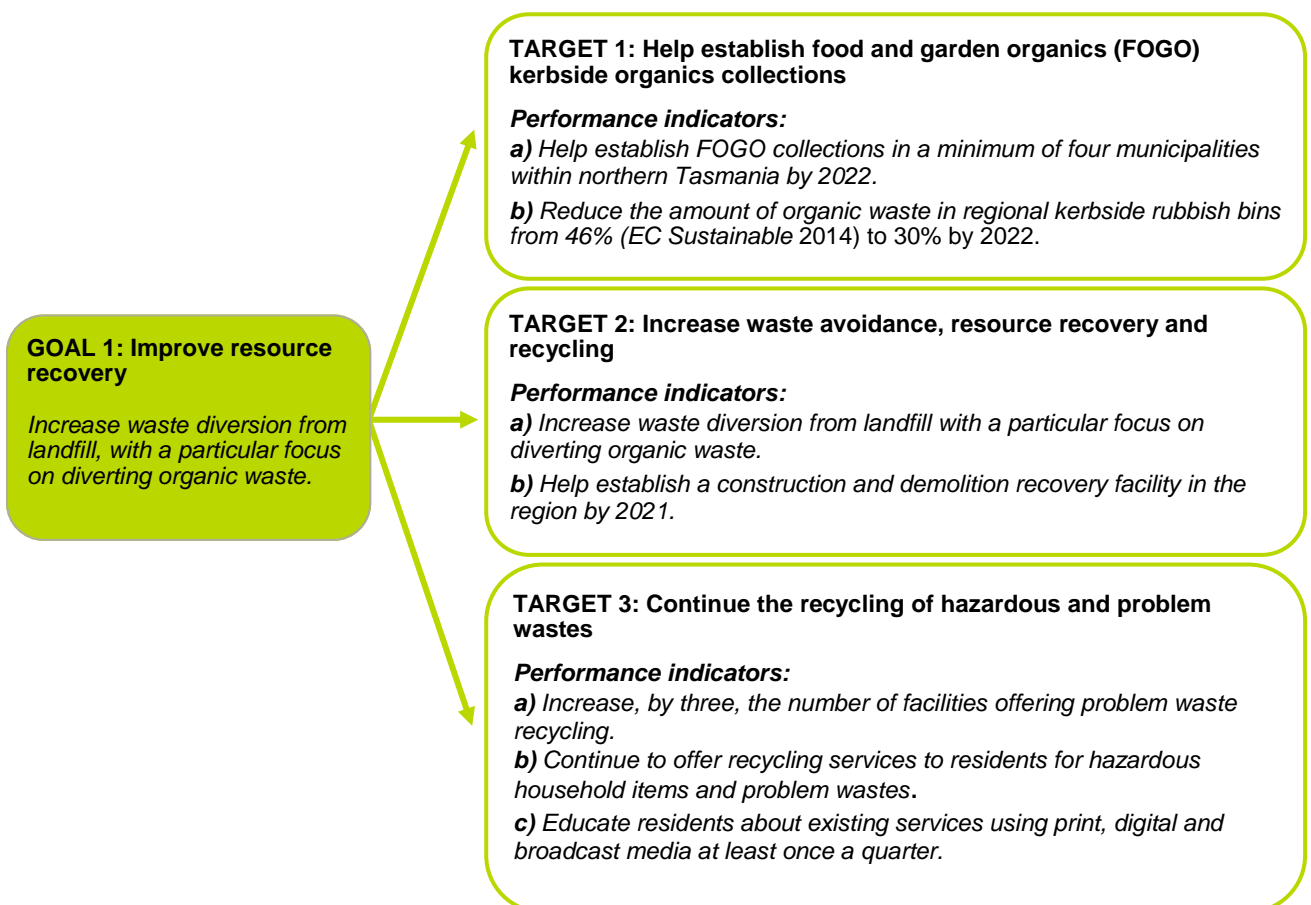 GOAL 1: Improve resource
recovery
Increase waste diversion from
landfill, with a particular focus
on diverting organic waste.
TARGET 1: Help establish food and garden organics (FOGO)
kerbside organics collections
Performance indicators:
a) Help establish FOGO collections in a minimum of four municipalities
within northern Tasmania by 2022.
b) Reduce the amount of organic waste in regional kerbside rubbish bins
from 46% (EC Sustainable 2014) to 30% by 2022.
TARGET 2: Increase waste avoidance, resource recovery and
recycling
Performance indicators:
a) Increase waste diversion from landfill with a particular focus on
diverting organic waste.
b) Help establish a construction and demolition recovery facility in the
region by 2021.
TARGET 3: Continue the recycling of hazardous and problem
wastes
Performance indicators:
a) Increase, by three, the number of facilities offering problem waste
recycling.
b) Continue to offer recycling services to residents for hazardous
household items and problem wastes.
c) Educate residents about existing services using print, digital and
broadcast media at least once a quarter.